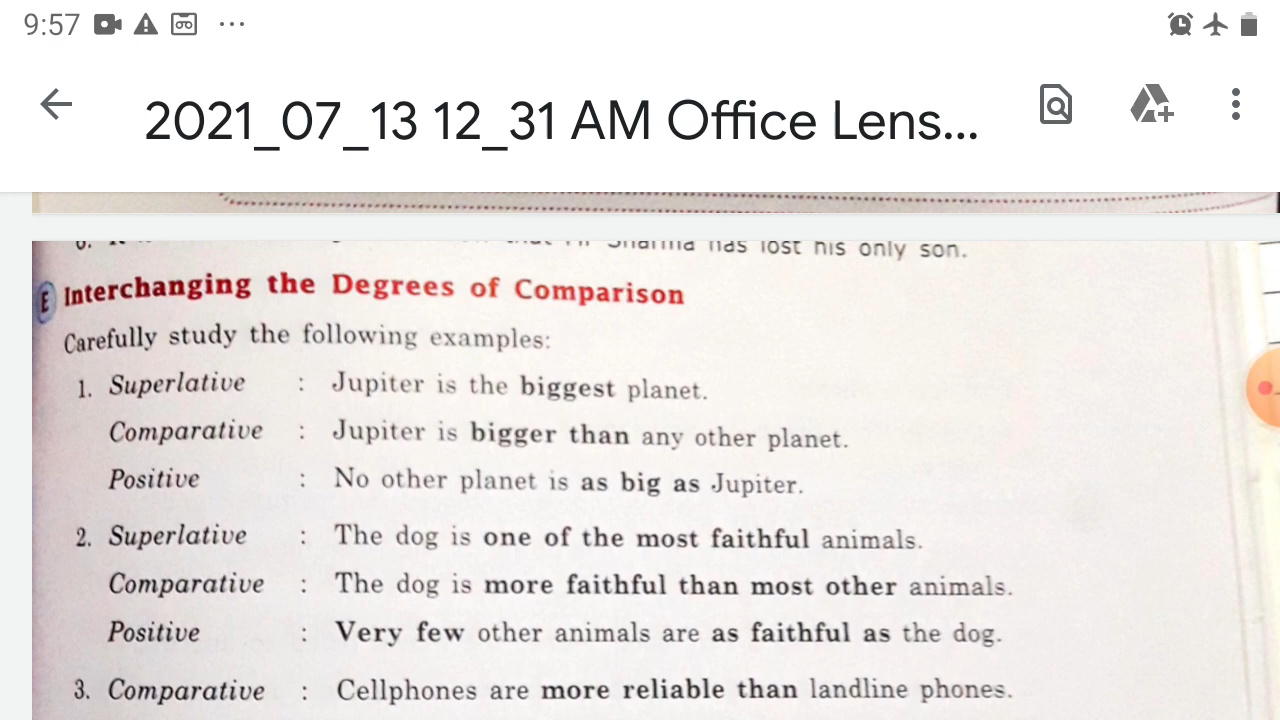 9:57 ...
2021_07_13 12_31 AM Office Lens...
has lost his only son.
E Interchanging the Degrees of Comparison
Carefully study the following examples:
1. Superlative : Jupiter is the biggest planet.
Comparative : Jupiter is bigger than any other planet.
Positive : No other planet is as big as Jupiter.
2. Superlative : The dog is one of the most faithful animals.
Comparative : The dog is more faithful than most other animals.
Positive : Very few other animals are as faithful as the dog.
3. Comparative : Cellphones are more reliable than landline phones.